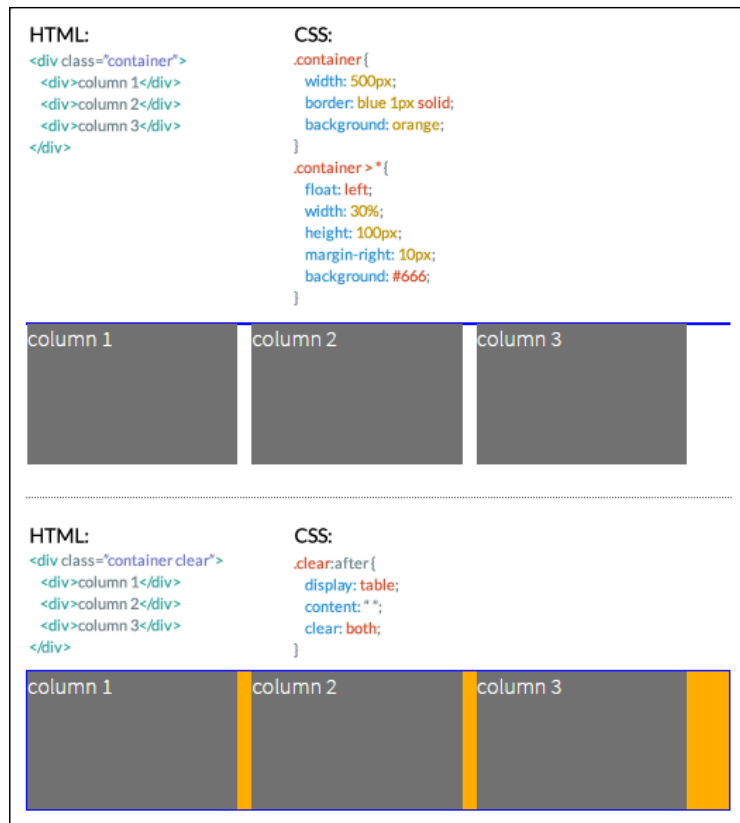 HTML:
<div class="container">
<div>column 1</div>
<div>column 2</div>
<div>column 3</div>
</div>
CSS:
.container{
width: 500px;
border: blue 1px solid;
background: orange;
}
.container > *{
float: left;
width: 30%;
height: 100px;
margin-right: 10px;
background: #666;
}
column 1
column 2
column 3
HTML:
<div class="container clear">
<div>column 1</div>
<div>column 2</div>
<div>column 3</div>
</div>
CSS:
.clear:after{
display: table;
content: " ";
clear: both;
}
column 1
column 2
column 3